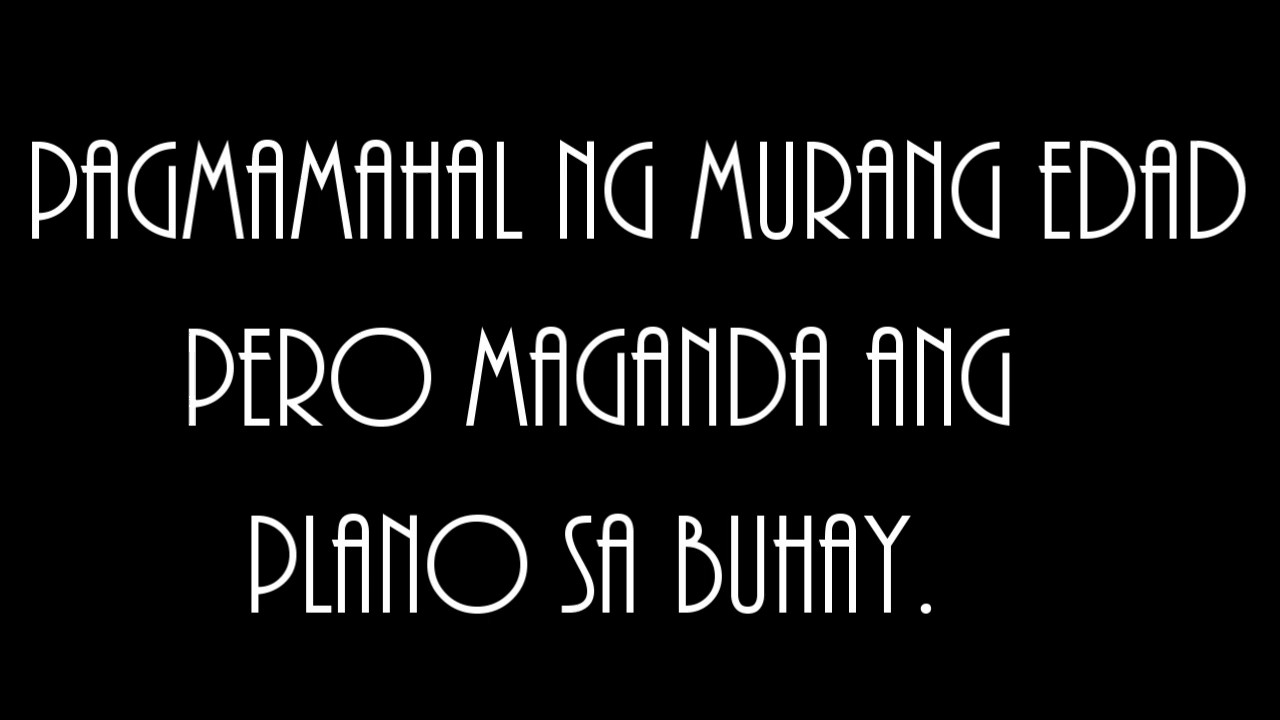 PAGMAMAHAL NG MURANG EDAD
PERO MAGANDA ANG
PLANO SA BUHAY.